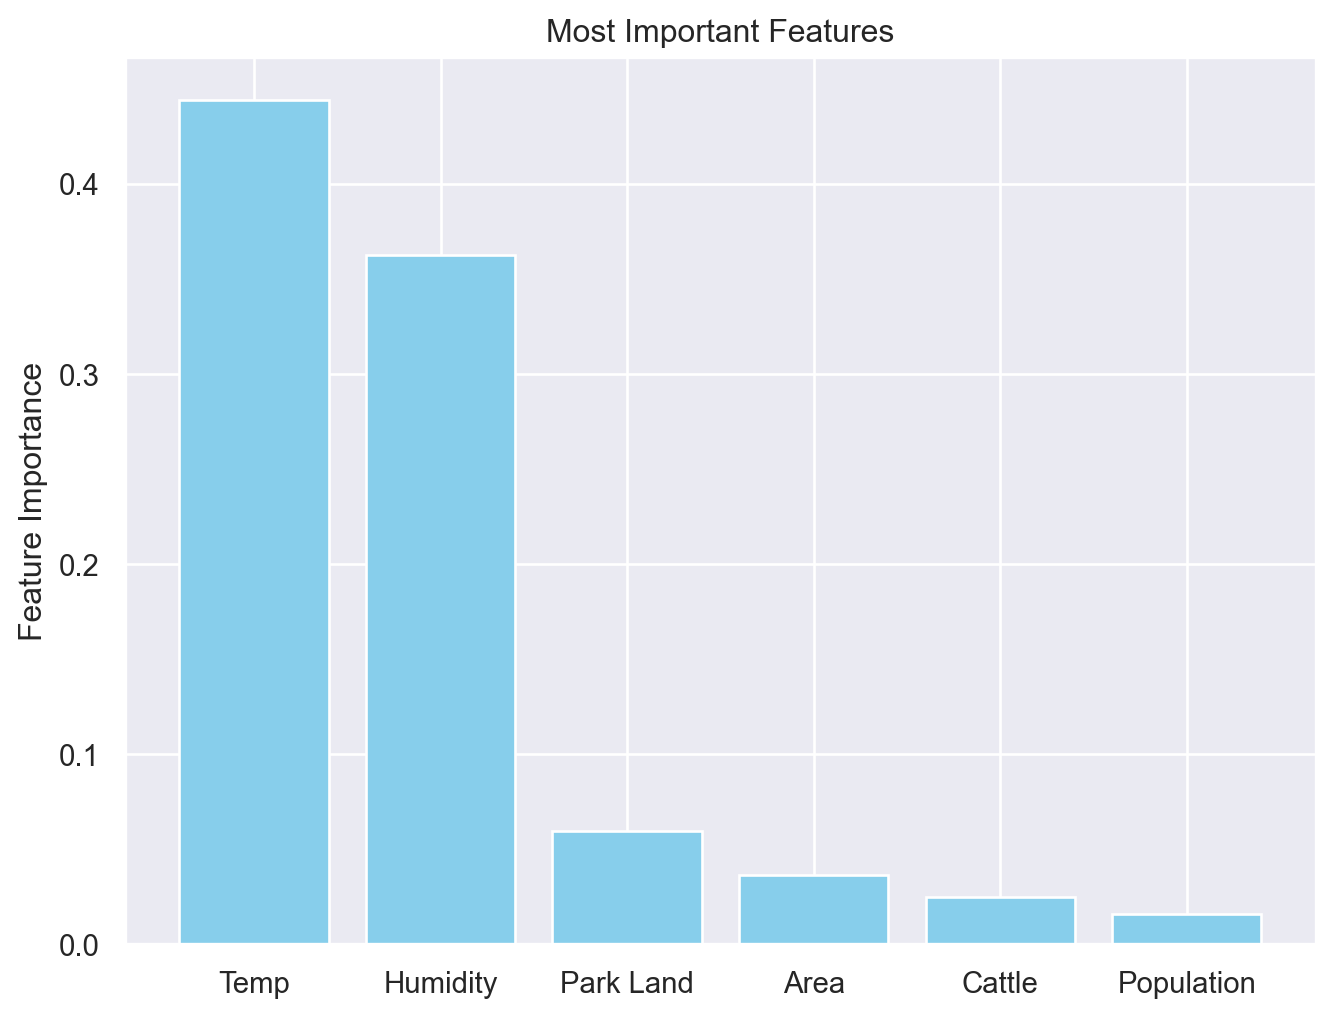 Most Important Features
Feature Importance
0.4
0.3
0.2
0.1
0.0
Temp Humidity Park Land Area Cattle Population